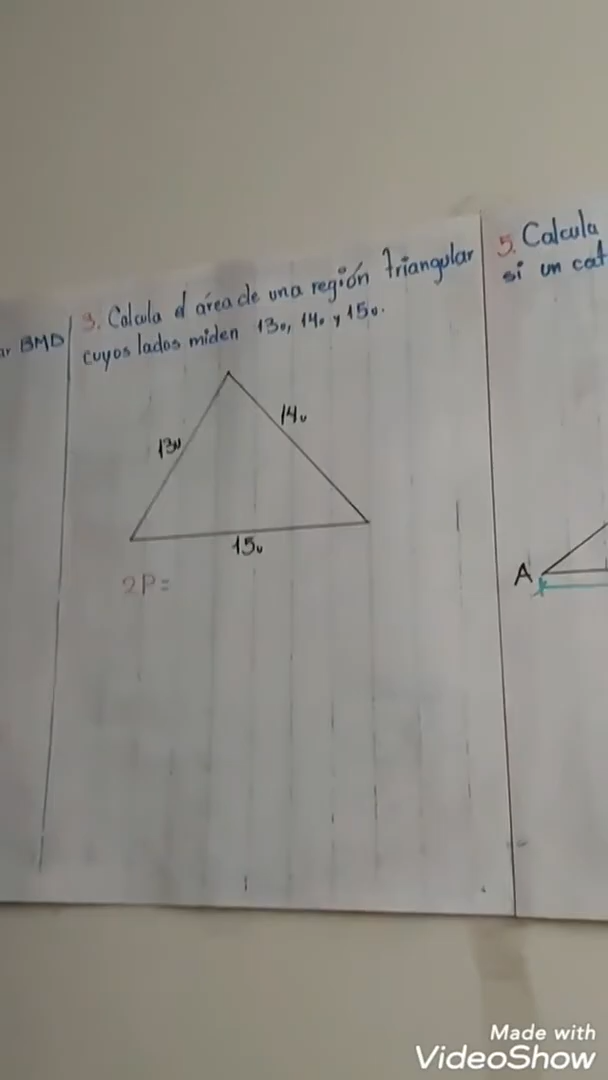 ar BMD
3. Calcula el área de una región triangular
cuyos lados miden 13u, 14u y 15u.
13u
14u
15u
2P=
5. Calcula
si un cat
A
Made with
VideoShow